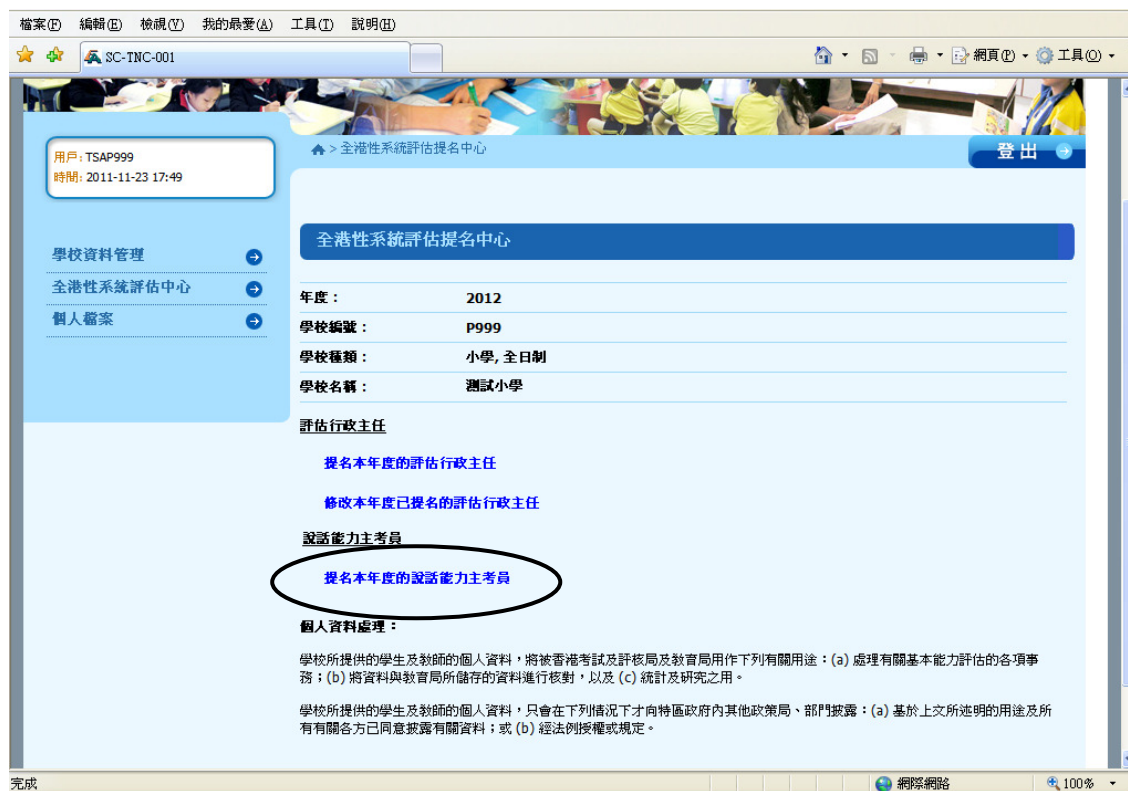 檔案(F) 編輯(E) 檢視(V) 我的最愛(A) 工具(T) 說明(H)
SC-TNC-001
網頁(P) 工具(O)
用戶: TSAP999
時間: 2011-11-23 17:49
> 全港性系統評估提名中心
登出
學校資料管理
全港性系統評估中心
個人檔案
全港性系統評估提名中心
年度： 2012
學校編號： P999
學校種類： 小學, 全日制
學校名稱： 測試小學
評估行政主任
提名本年度的評估行政主任
修改本年度已提名的評估行政主任
說話能力主考員
提名本年度的說話能力主考員
個人資料處理：
學校所提供的學生及教師的個人資料，將被香港考試及評核局及教育局用作下列有關用途：(a) 處理有關基本能力評估的各項事
務；(b) 將資料與教育局所儲存的資料進行核對，以及 (c) 統計及研究之用。
學校所提供的學生及教師的個人資料，只會在下列情況下才向特區政府內其他政策局、部門披露：(a) 基於上文所述明的用途及所
有有關各方已同意披露有關資料；或 (b) 經法例授權或規定。
完成
網際網路 100%